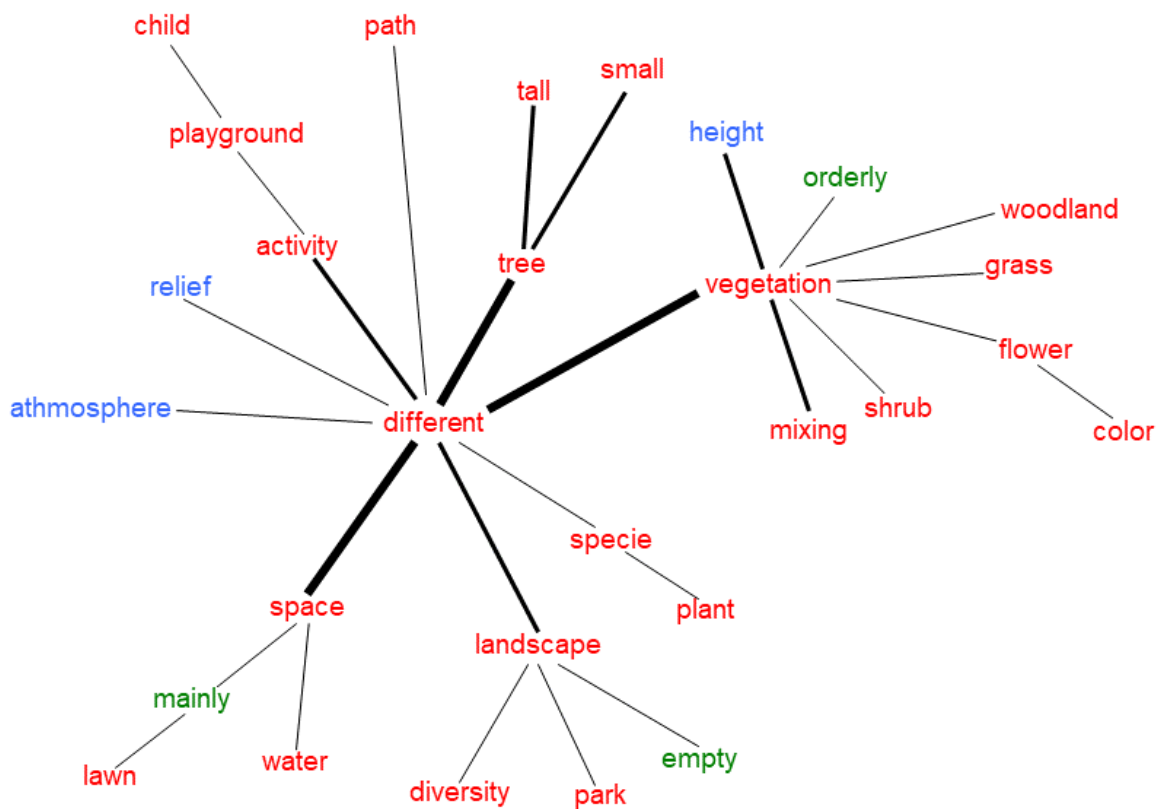 child
path
small
tall
height
playground
orderly
woodland
activity
tree
grass
vegetation
relief
flower
athmosphere
different
shrub
mixing
color
specie
space
plant
landscape
mainly
empty
water
lawn
diversity
park